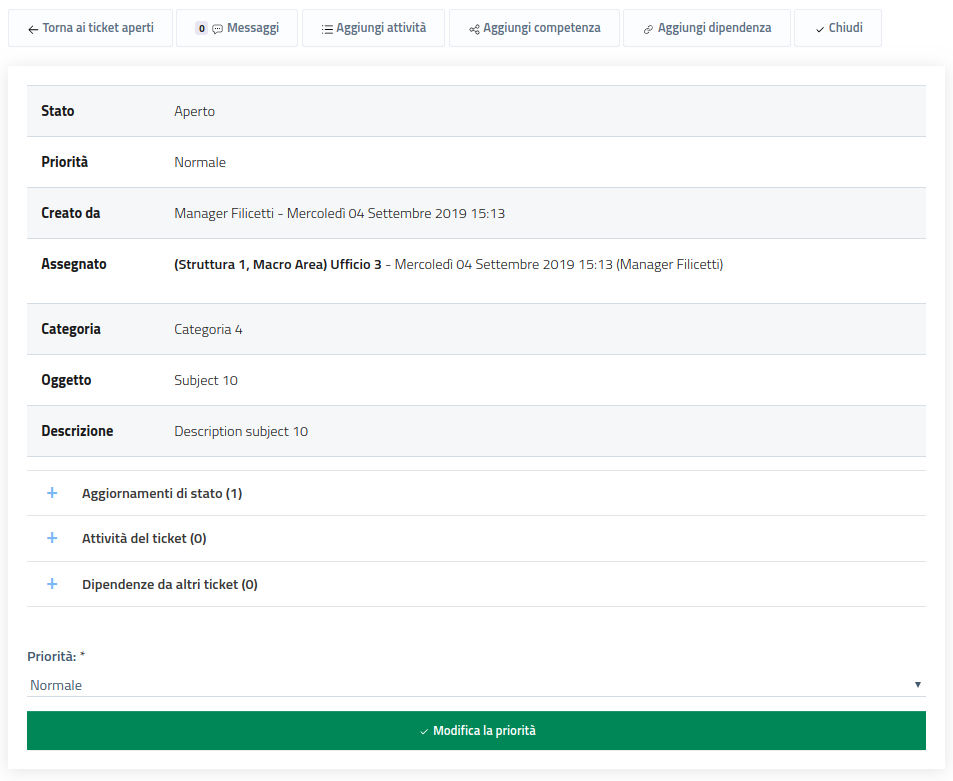 Torna ai ticket aperti 0 Messaggi Aggiungi attività Aggiungi competenza Aggiungi dipendenza Chiudi
Stato Aperto
Priorità Normale
Creato da Manager Filicetti - Mercoledì 04 Settembre 2019 15:13
Assegnato (Struttura 1, Macro Area) Ufficio 3 - Mercoledì 04 Settembre 2019 15:13 (Manager Filicetti)
Categoria Categoria 4
Oggetto Subject 10
Descrizione Description subject 10
+ Aggiornamenti di stato (1)
+ Attività del ticket (0)
+ Dipendenze da altri ticket (0)
Priorità: *
Normale
Modifica la priorità